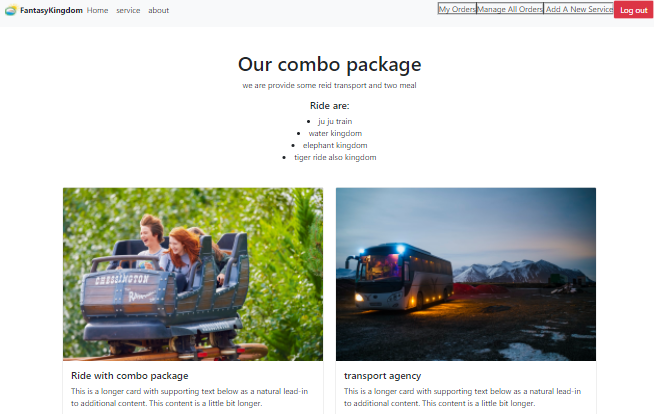 FantasyKingdom Home service about My Orders Manage All Orders Add A New Service Log out
Our combo package
we are provide some reid transport and two meal
Ride are:
ju ju train
water kingdom
elephant kingdom
tiger ride also kingdom
CHESSINGTON
Ride with combo package
This is a longer card with supporting text below as a natural lead-in
to additional content. This content is a little bit longer.
transport agency
This is a longer card with supporting text below as a natural lead-in
to additional content. This content is a little bit longer.